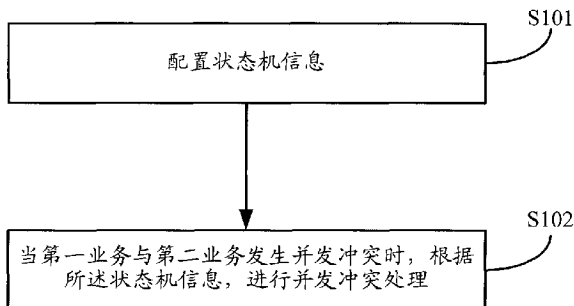 S101
配置状态机信息
S102
当第一业务与第二业务发生并发冲突时，根据
所述状态机信息，进行并发冲突处理